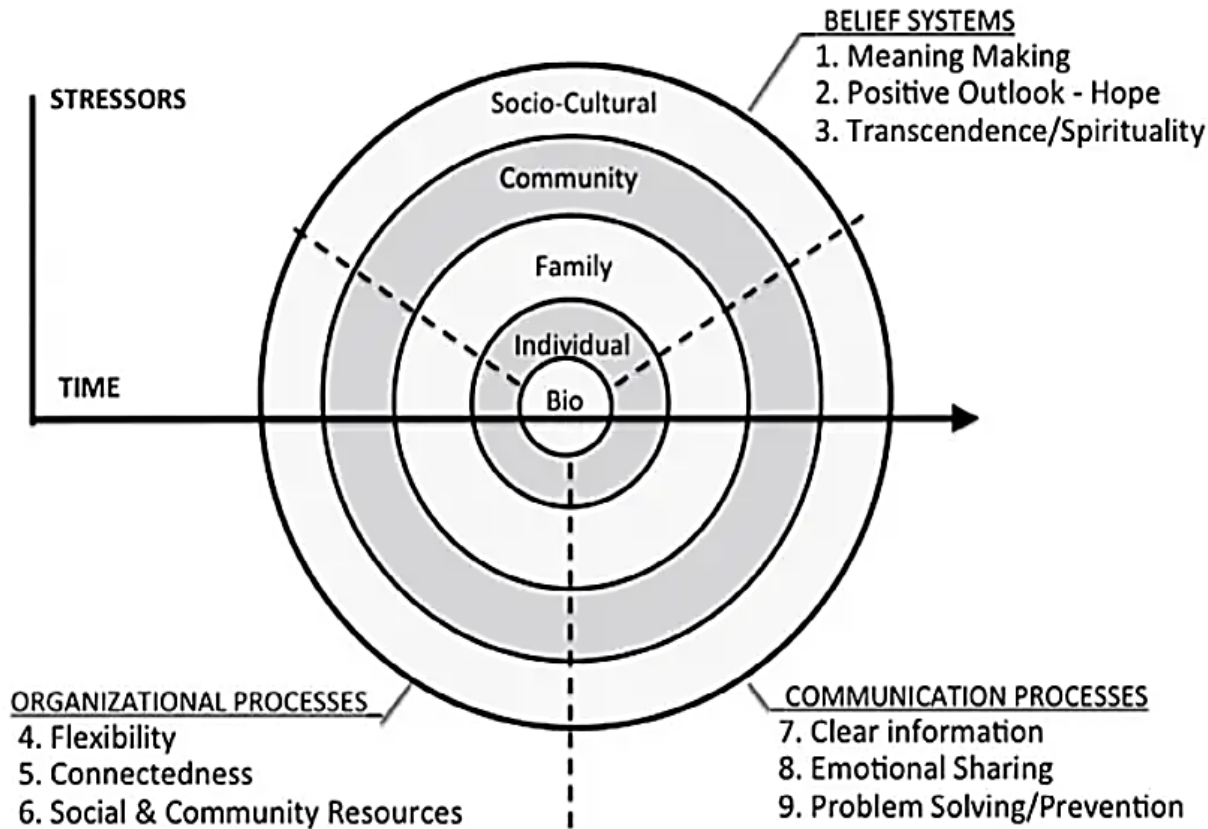 BELIEF SYSTEMS
1. Meaning Making
2. Positive Outlook - Hope
3. Transcendence/Spirituality
STRESSORS
Socio-Cultural
Community
Family
Individual
TIME
Bio
ORGANIZATIONAL PROCESSES
4. Flexibility
5. Connectedness
6. Social & Community Resources
COMMUNICATION PROCESSES
7. Clear information
8. Emotional Sharing
9. Problem Solving/Prevention